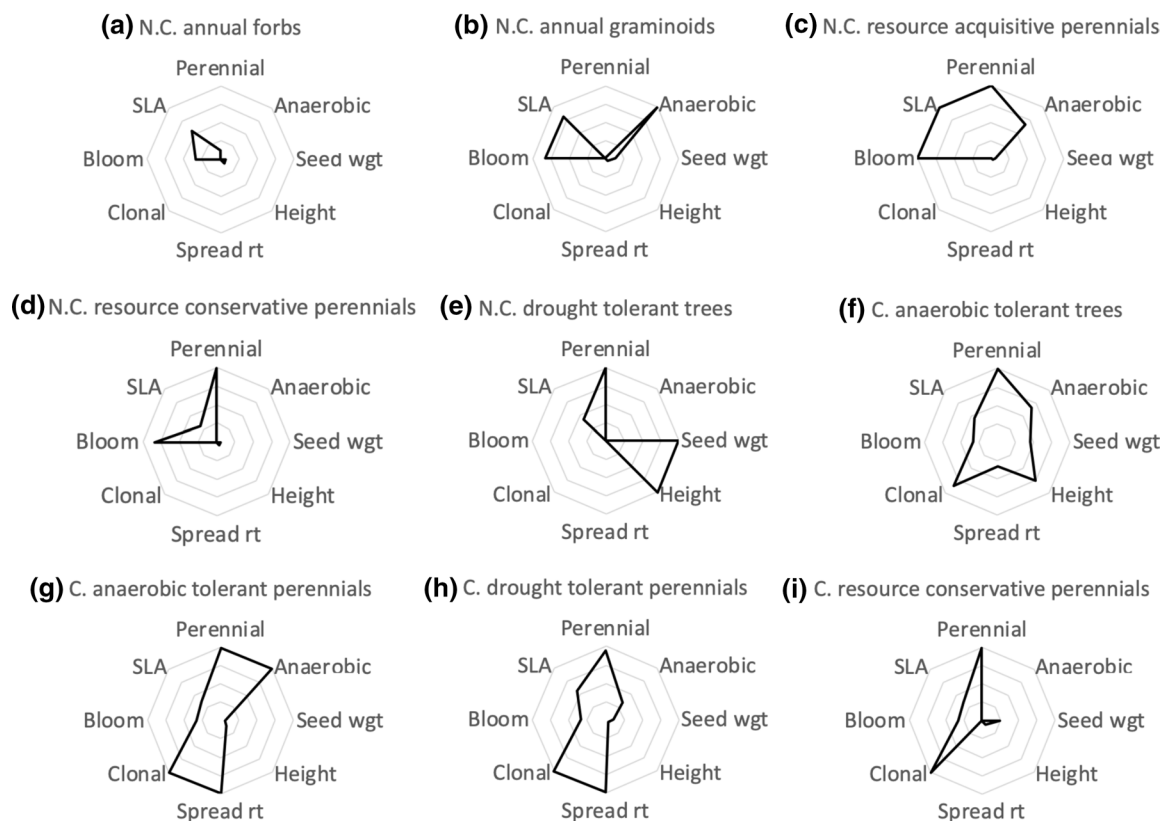 (a) N.C. annual forbs
Perennial
SLA
Anaerobic
Bloom
Seed wgt
Clonal
Height
Spread rt
(b) N.C. annual graminoids
Perennial
SLA
Anaerobic
Bloom
Seed wgt
Clonal
Height
Spread rt
(c) N.C. resource acquisitive perennials
Perennial
SLA
Anaerobic
Bloom
Seed wgt
Clonal
Height
Spread rt
(d) N.C. resource conservative perennials
Perennial
SLA
Anaerobic
Bloom
Seed wgt
Clonal
Height
Spread rt
(e) N.C. drought tolerant trees
Perennial
SLA
Anaerobic
Bloom
Seed wgt
Clonal
Height
Spread rt
(f) C. anaerobic tolerant trees
Perennial
SLA
Anaerobic
Bloom
Seed wgt
Clonal
Height
Spread rt
(g) C. anaerobic tolerant perennials
Perennial
SLA
Anaerobic
Bloom
Seed wgt
Clonal
Height
Spread rt
(h) C. drought tolerant perennials
Perennial
SLA
Anaerobic
Bloom
Seed wgt
Clonal
Height
Spread rt
(i) C. resource conservative perennials
Perennial
SLA
Anaerobic
Bloom
Seed wgt
Clonal
Height
Spread rt